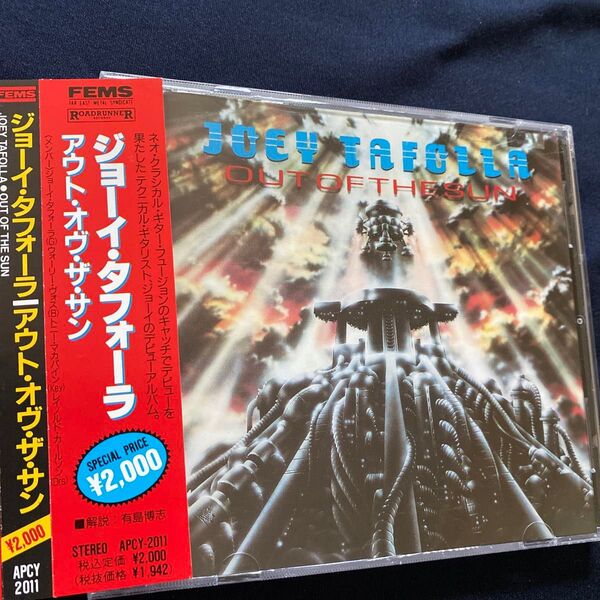 FEMS
ジョーイ・タフォーラ/アウト・オヴ・ザ・サン
JOEY TAFOLLA ● OUT OF THE SUN
¥2,000
APCY
2011
FEMS
FAR EAST METAL SYNDICATE
ROADRUNNER
ジョーイ・タフォーラ
アウト・オヴ・ザ・サン
ネオ・クラシカル・ギター・フュージョンのキャッチでデビューを
果たしたテクニカル・ギタリスト、ジョーイのデビューアルバム。
SPECIAL PRICE
¥2,000
■解説：有島博志
STEREO APCY-2011
税込定価 ¥2,000
(税抜価格 ¥1,942)
JOEY TAFOLLA
OUT OF THE SUN